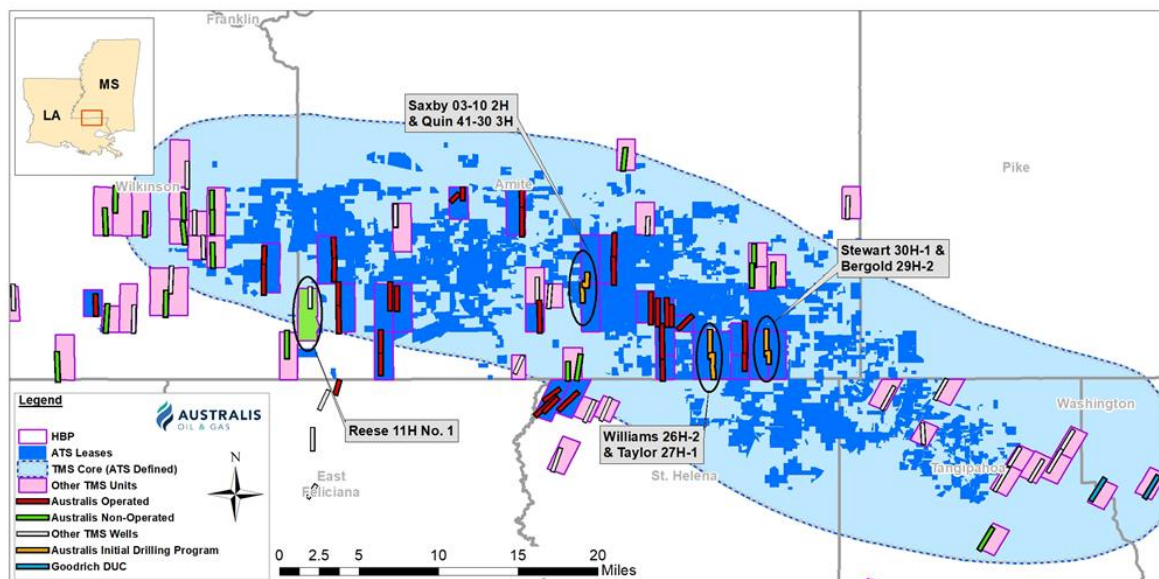 Franklin
MS
LA
Saxby 03-10 2H
& Quin 41-30 3H
Pike
Wilkinson
Amite
Stewart 30H-1 &
Bergold 29H-2
Reese 11H No. 1
Williams 26H-2
& Taylor 27H-1
Washington
Tangipahoa
St. Helena
East
Feliciana
Legend
AUSTRALIS
OIL & GAS
HBP
ATS Leases
TMS Core (ATS Defined)
Other TMS Units
Australis Operated
Australis Non-Operated
Other TMS Wells
Australis Initial Drilling Program
Goodrich DUC
N
0 2.5 5 10 15 20
Miles